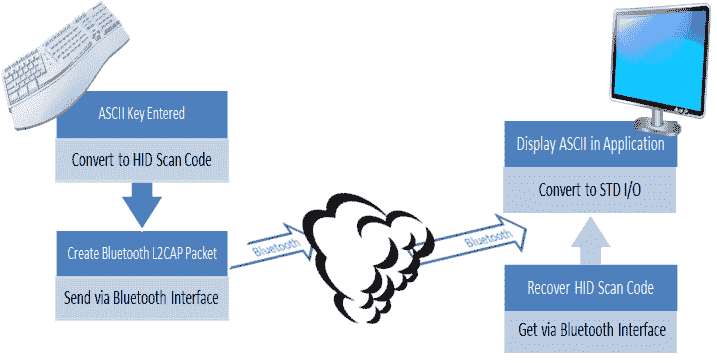 ASCII Key Entered
Convert to HID Scan Code
Create Bluetooth L2CAP Packet
Send via Bluetooth Interface
Bluetooth
Bluetooth
Display ASCII in Application
Convert to STD I/O
Recover HID Scan Code
Get via Bluetooth Interface